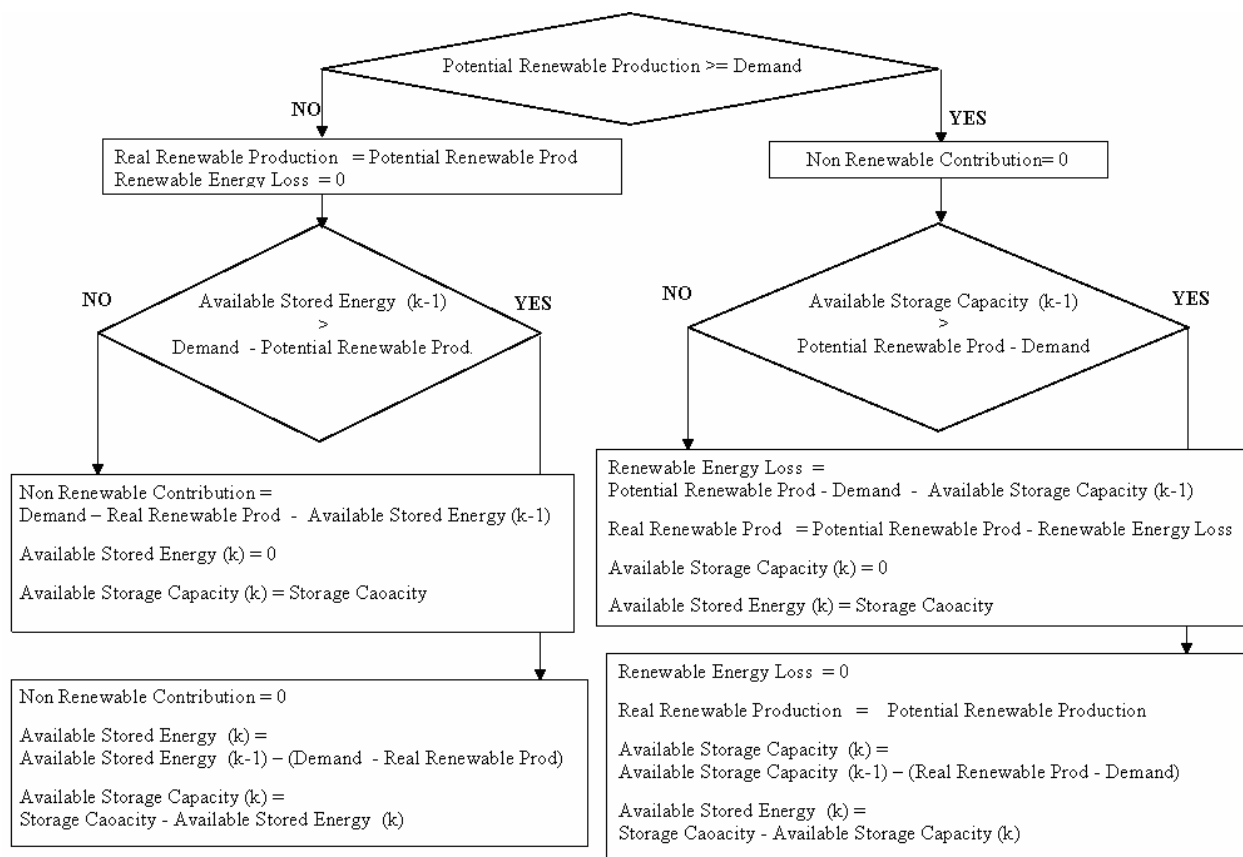 Potential Renewable Production >= Demand
NO
YES
Real Renewable Production = Potential Renewable Prod
Renewable Energy Loss = 0
Non Renewable Contribution= 0
NO
Available Stored Energy (k-1)
>
Demand - Potential Renewable Prod.
YES
NO
Available Storage Capacity (k-1)
>
Potential Renewable Prod - Demand
YES
Non Renewable Contribution =
Demand – Real Renewable Prod - Available Stored Energy (k-1)
Available Stored Energy (k) = 0
Available Storage Capacity (k) = Storage Caoacity
Renewable Energy Loss =
Potential Renewable Prod - Demand - Available Storage Capacity (k-1)
Real Renewable Prod = Potential Renewable Prod - Renewable Energy Loss
Available Storage Capacity (k) = 0
Available Stored Energy (k) = Storage Caoacity
Non Renewable Contribution = 0
Available Stored Energy (k) =
Available Stored Energy (k-1) – (Demand - Real Renewable Prod)
Available Storage Capacity (k) =
Storage Caoacity - Available Stored Energy (k)
Renewable Energy Loss = 0
Real Renewable Production = Potential Renewable Production
Available Storage Capacity (k) =
Available Storage Capacity (k-1) – (Real Renewable Prod - Demand)
Available Stored Energy (k) =
Storage Caoacity - Available Storage Capacity (k)